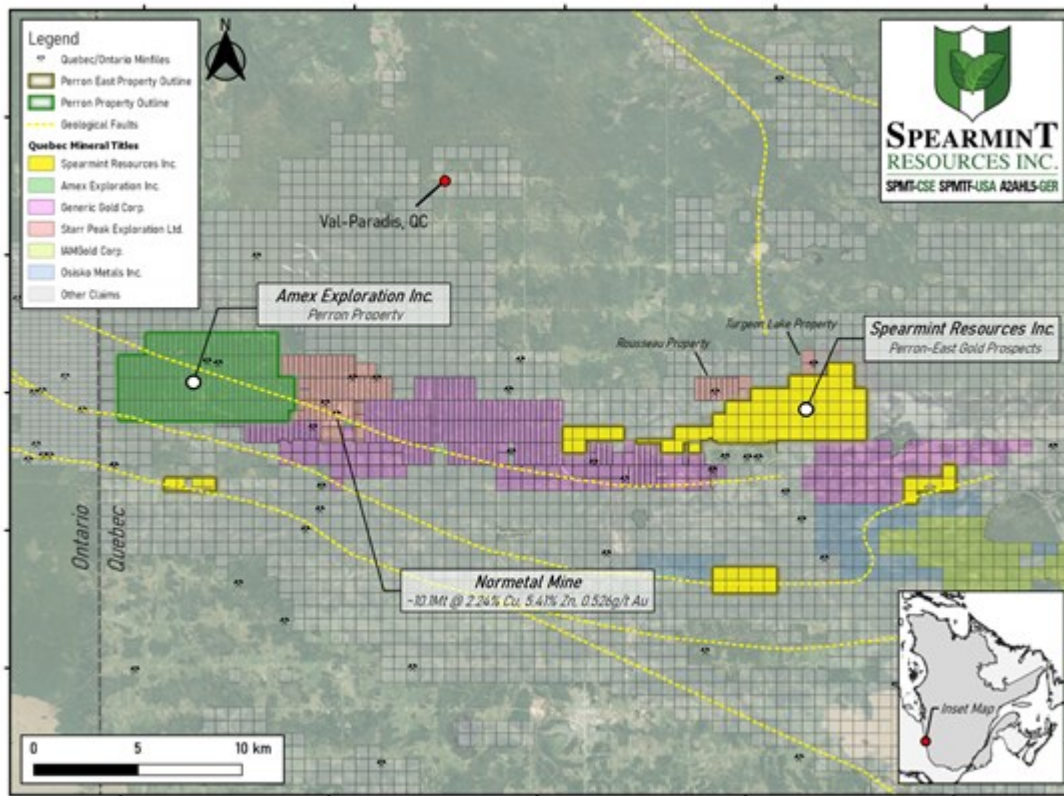 Legend
Quebec/Ontario Minfiles
Perron East Property Outline
Perron Property Outline
Geological Faults
Quebec Mineral Titles
Spearmint Resources Inc.
Amex Exploration Inc.
Generic Gold Corp.
Starr Peak Exploration Ltd.
IAMGold Corp.
Osisko Metals Inc.
Other Claims
N
SPEARMINT
RESOURCES INC.
SPMT-CSE SPMTF-USA A2AHL5-GER
Val-Paradis, QC
Amex Exploration Inc.
Perron Property
Rousseau Property
Turgeon Lake Property
Spearmint Resources Inc.
Perron-East Gold Prospects
Ontario
Quebec
Normetal Mine
~10.1Mt @ 2.24% Cu, 5.41% Zn, 0.526g/t Au
Inset Map
0 5 10 km